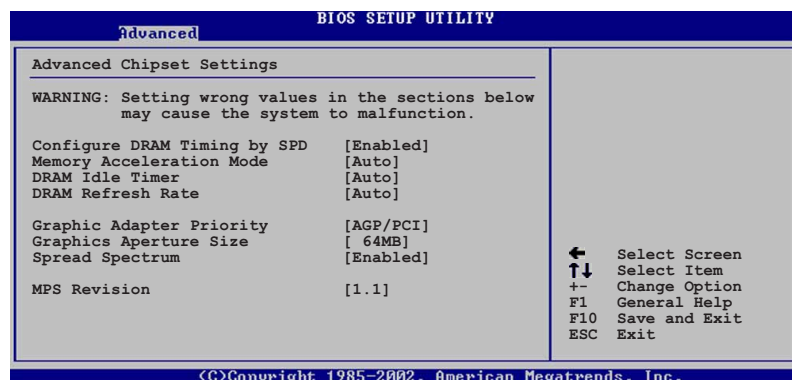 BIOS SETUP UTILITY
Advanced
Advanced Chipset Settings
WARNING: Setting wrong values in the sections below
may cause the system to malfunction.
Configure DRAM Timing by SPD [Enabled]
Memory Acceleration Mode [Auto]
DRAM Idle Timer [Auto]
DRAM Refresh Rate [Auto]
Graphic Adapter Priority [AGP/PCI]
Graphics Aperture Size [ 64MB]
Spread Spectrum [Enabled]
MPS Revision [1.1]
← Select Screen
↑↓ Select Item
+- Change Option
F1 General Help
F10 Save and Exit
ESC Exit
(C)Copyright 1985-2002, American Megatrends, Inc.